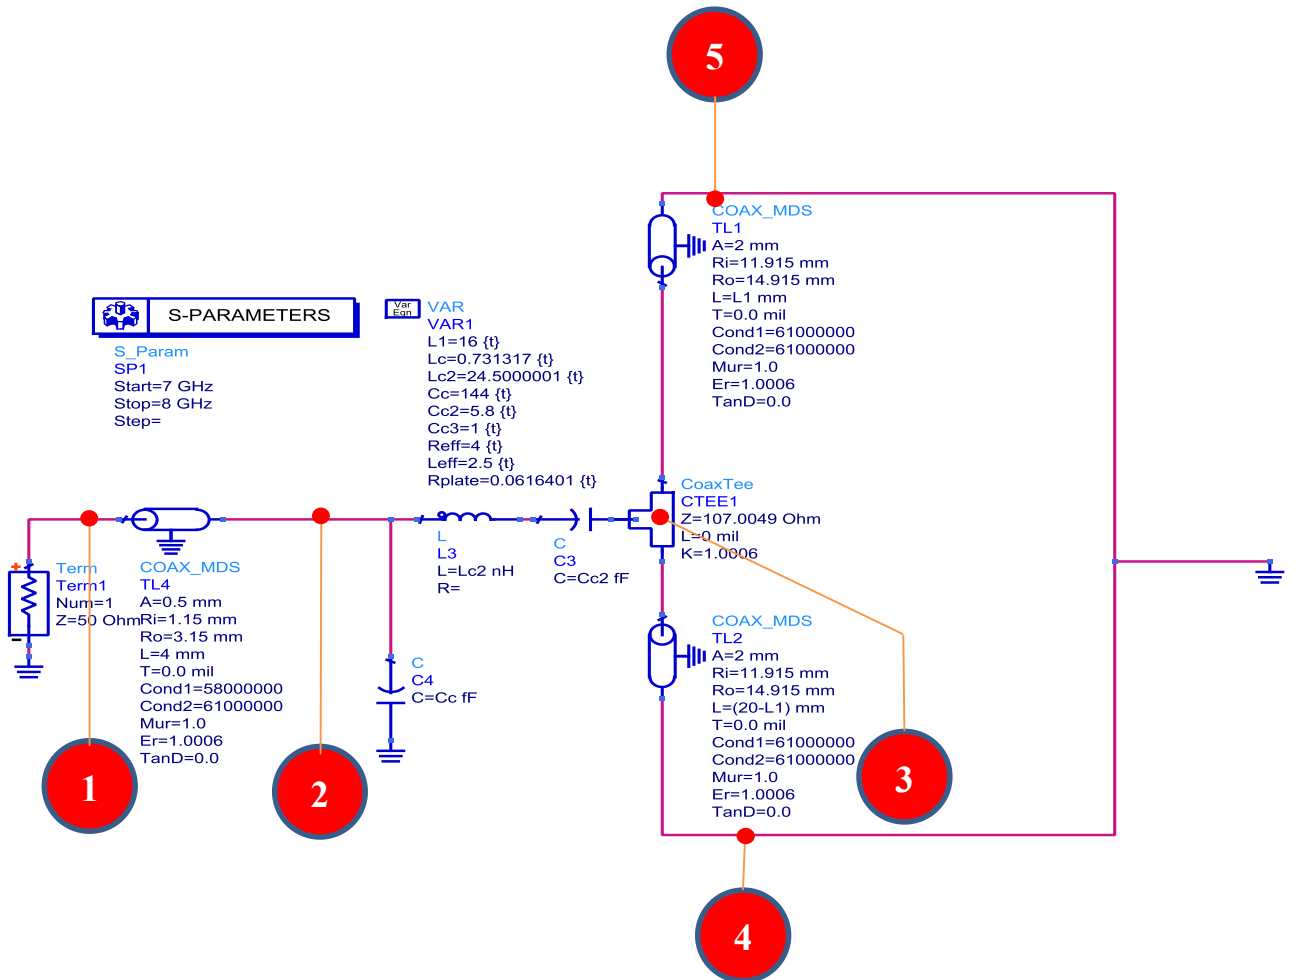 5
COAX_MDS
TL1
A=2 mm
Ri=11.915 mm
Ro=14.915 mm
L=L1 mm
T=0.0 mil
Cond1=61000000
Cond2=61000000
Mur=1.0
Er=1.0006
TanD=0.0
S-PARAMETERS
S_Param
SP1
Start=7 GHz
Stop=8 GHz
Step=
Var
Eqn
VAR
VAR1
L1=16 {t}
Lc=0.731317 {t}
Lc2=24.5000001 {t}
Cc=144 {t}
Cc2=5.8 {t}
Cc3=1 {t}
Reff=4 {t}
Leff=2.5 {t}
Rplate=0.0616401 {t}
CoaxTee
CTEE1
Z=107.0049 Ohm
L=0 mil
K=1.0006
L
L3
L=Lc2 nH
R=
C
C3
C=Cc2 fF
+
-
Term
Term1
Num=1
Z=50 Ohm
COAX_MDS
TL4
A=0.5 mm
Ri=1.15 mm
Ro=3.15 mm
L=4 mm
T=0.0 mil
Cond1=58000000
Cond2=61000000
Mur=1.0
Er=1.0006
TanD=0.0
C
C4
C=Cc fF
COAX_MDS
TL2
A=2 mm
Ri=11.915 mm
Ro=14.915 mm
L=(20-L1) mm
T=0.0 mil
Cond1=61000000
Cond2=61000000
Mur=1.0
Er=1.0006
TanD=0.0
1
2
3
4